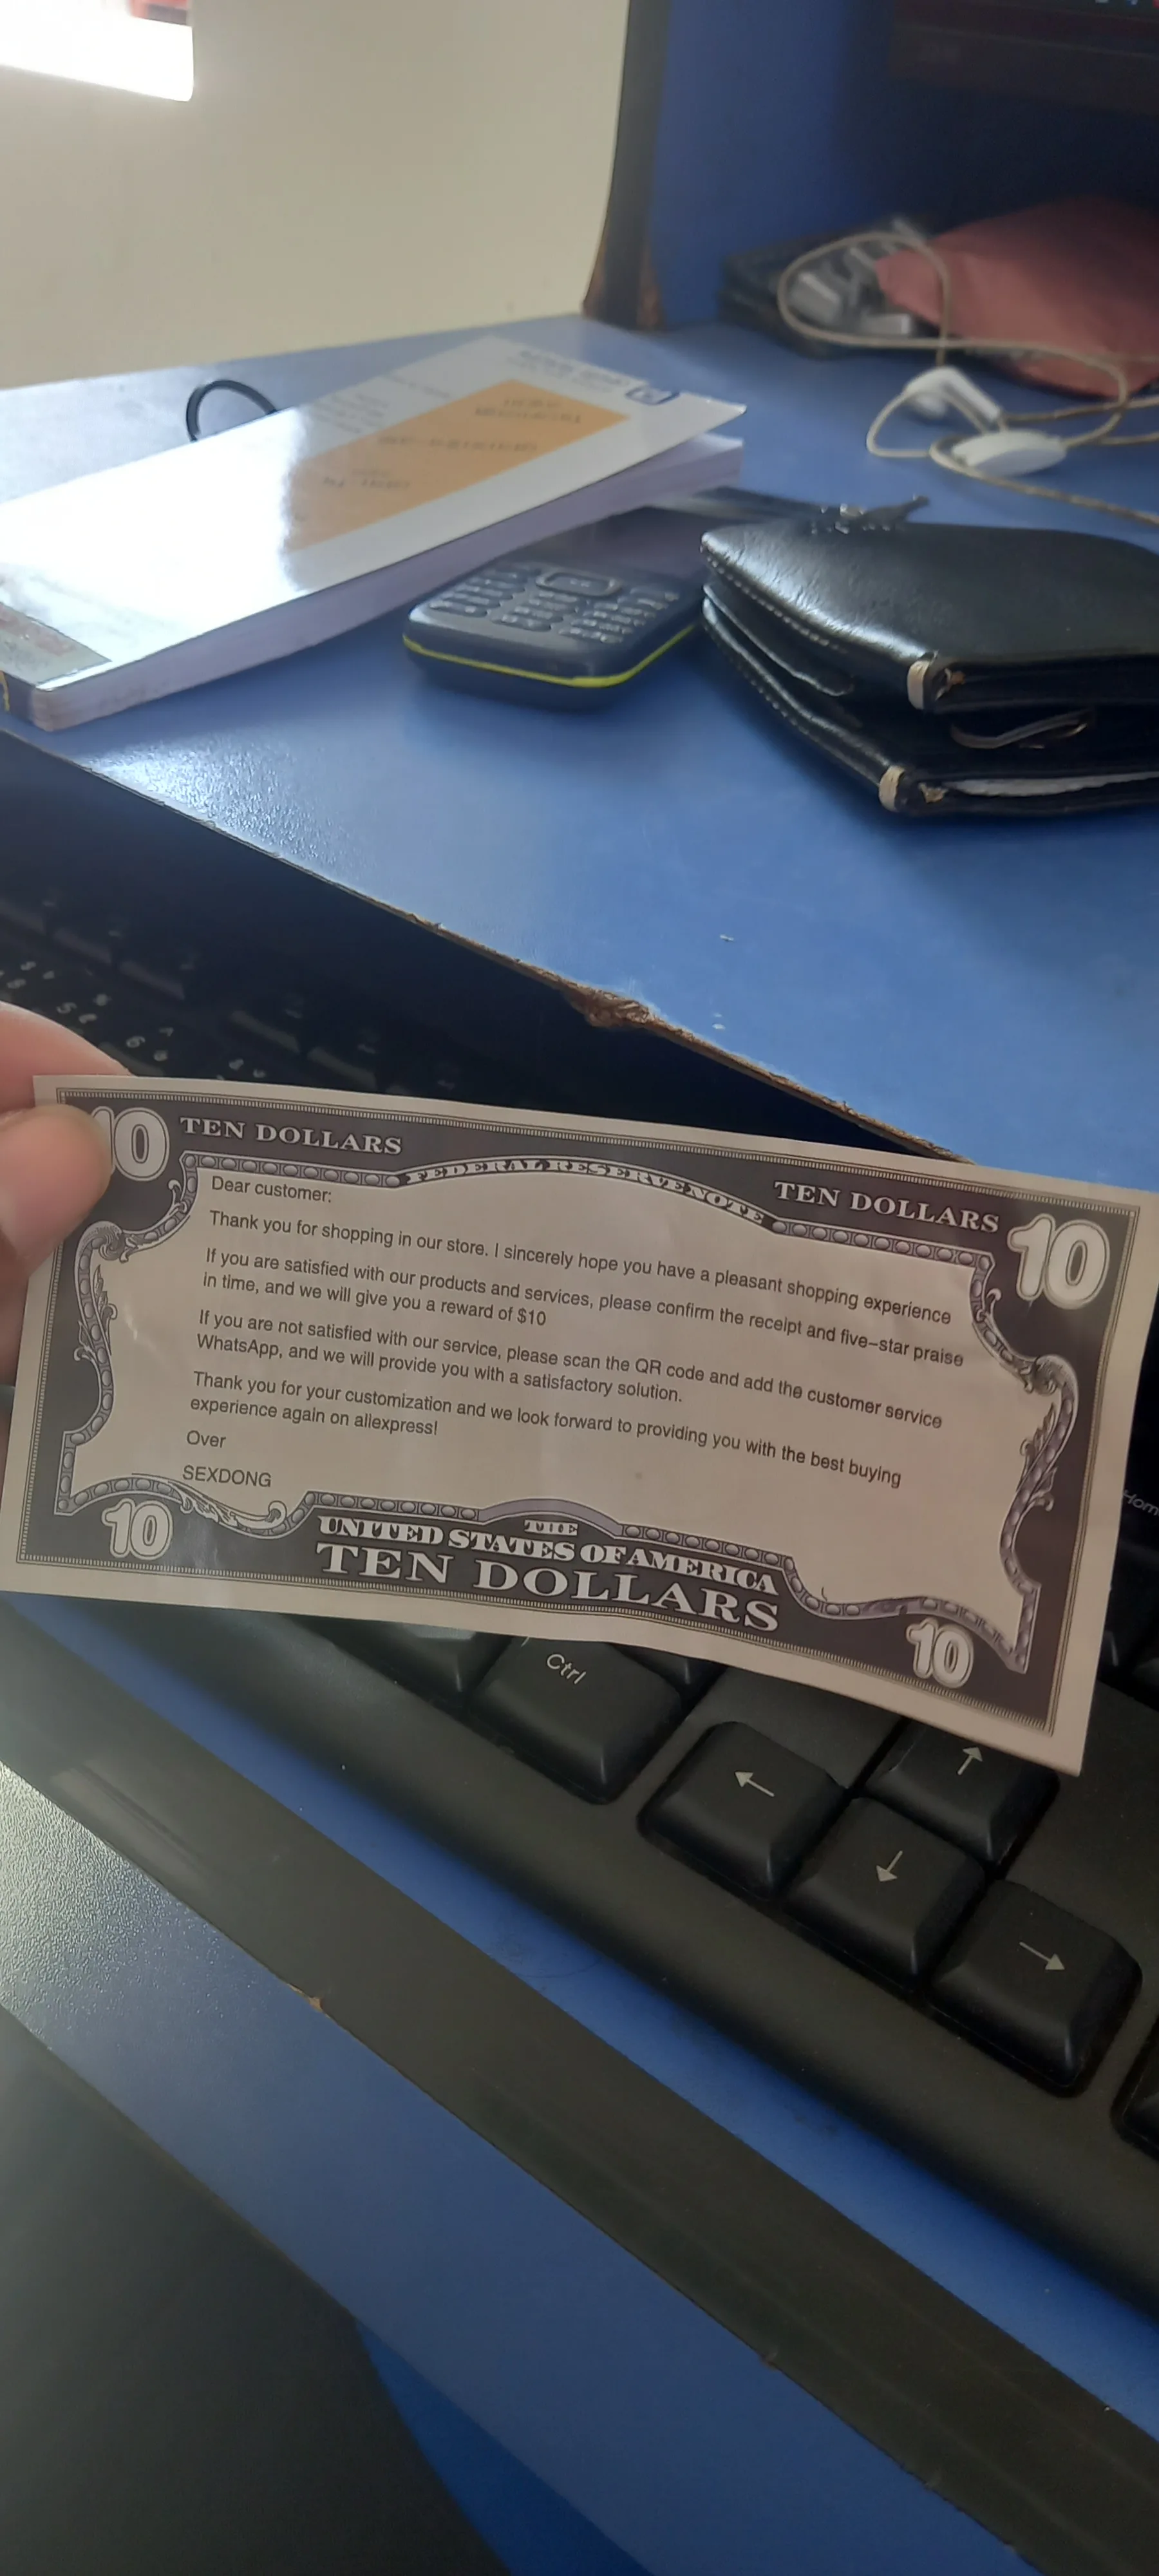 10 TEN DOLLARS
FEDERAL RESERVE NOTE
TEN DOLLARS 10
Dear customer:
Thank you for shopping in our store. I sincerely hope you have a pleasant shopping experience
If you are satisfied with our products and services, please confirm the receipt and five-star praise
in time, and we will give you a reward of $10
If you are not satisfied with our service, please scan the QR code and add the customer service
WhatsApp, and we will provide you with a satisfactory solution.
Thank you for your customization and we look forward to providing you with the best buying
experience again on aliexpress!
Over
SEXDONG
10
THE
UNITED STATES OF AMERICA
TEN DOLLARS
10
Ctrl
Hom